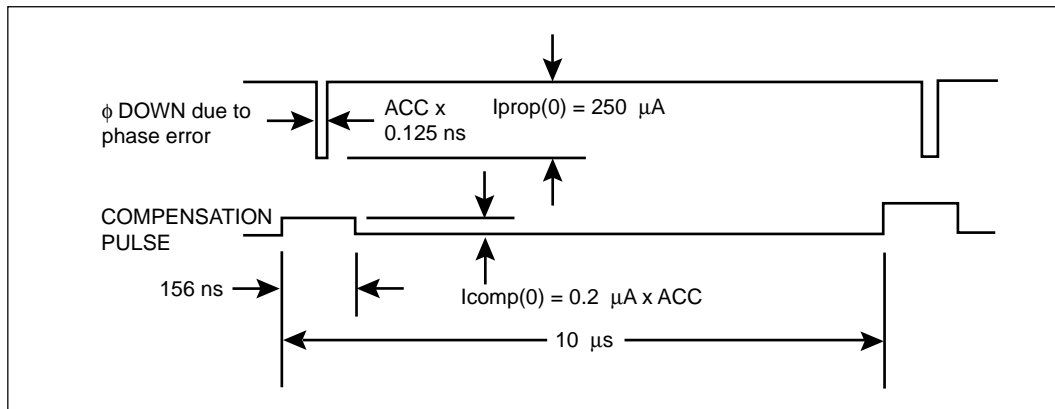 ϕ DOWN due to
phase error
ACC x
0.125 ns
Iprop(0) = 250 μA
COMPENSATION
PULSE
156 ns
Icomp(0) = 0.2 μA x ACC
10 μs